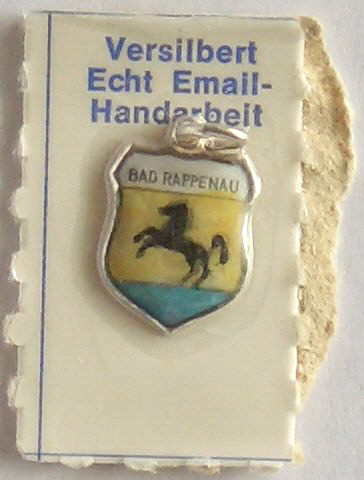 Versilbert
Echt Email-
Handarbeit
BAD RAPPENAU